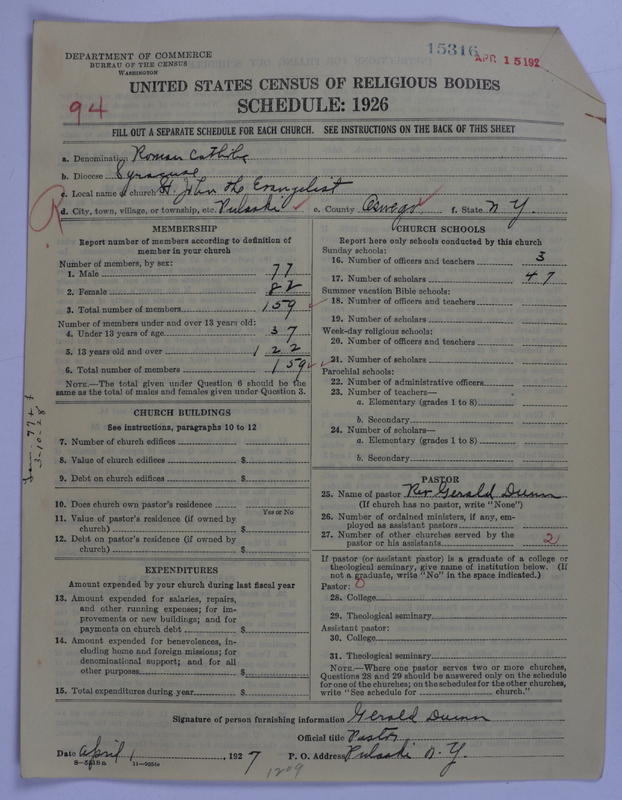 15316 APR 15 192
DEPARTMENT OF COMMERCE
BUREAU OF THE CENSUS
WASHINGTON
UNITED STATES CENSUS OF RELIGIOUS BODIES
SCHEDULE: 1926
94
FILL OUT A SEPARATE SCHEDULE FOR EACH CHURCH. SEE INSTRUCTIONS ON THE BACK OF THIS SHEET
a. Denomination Roman Catholic
b. Diocese Syracuse
c. Local name of church St. John the Evangelist
d. City, town, village, or township, etc. Pulaski e. County Oswego f. State N Y.
MEMBERSHIP
Report number of members according to definition of
member in your church
Number of members, by sex:
1. Male 77
2. Female 82
3. Total number of members 159
Number of members under and over 13 years old:
4. Under 13 years of age 37
5. 13 years old and over 122
6. Total number of members 159
NOTE.—The total given under Question 6 should be the
same as the total of males and females given under Question 3.
CHURCH BUILDINGS
See instructions, paragraphs 10 to 12
7. Number of church edifices
8. Value of church edifices $
9. Debt on church edifices $
10. Does church own pastor's residence
Yes or No
11. Value of pastor's residence (if owned by
church) $
12. Debt on pastor's residence (if owned by
church) $
EXPENDITURES
Amount expended by your church during last fiscal year
13. Amount expended for salaries, repairs,
and other running expenses; for im-
provements or new buildings; and for
payments on church debt $
14. Amount expended for benevolences, in-
cluding home and foreign missions; for
denominational support; and for all
other purposes $
15. Total expenditures during year $
CHURCH SCHOOLS
Report here only schools conducted by this church
Sunday schools:
16. Number of officers and teachers 3
17. Number of scholars 47
Summer vacation Bible schools:
18. Number of officers and teachers
19. Number of scholars
Week-day religious schools:
20. Number of officers and teachers
21. Number of scholars
Parochial schools:
22. Number of administrative officers
23. Number of teachers—
a. Elementary (grades 1 to 8)
b. Secondary
24. Number of scholars—
a. Elementary (grades 1 to 8)
b. Secondary
PASTOR
25. Name of pastor Rev Gerald Dunn
(If church has no pastor, write "None")
26. Number of ordained ministers, if any, em-
ployed as assistant pastors
27. Number of other churches served by the
pastor or his assistants 2
If pastor (or assistant pastor) is a graduate of a college or
theological seminary, give name of institution below. (If
not a graduate, write "No" in the space indicated.)
Pastor: 0
28. College
29. Theological seminary
Assistant pastor:
30. College
31. Theological seminary
NOTE.—Where one pastor serves two or more churches,
Questions 28 and 29 should be answered only on the schedule
for one of the churches; on the schedules for the other churches,
write "See schedule for church."
Signature of person furnishing information Gerald Dunn
Official title Pastor
Date April 1, 1927 P. O. Address Pulaski N. Y.
1209
3-10-28